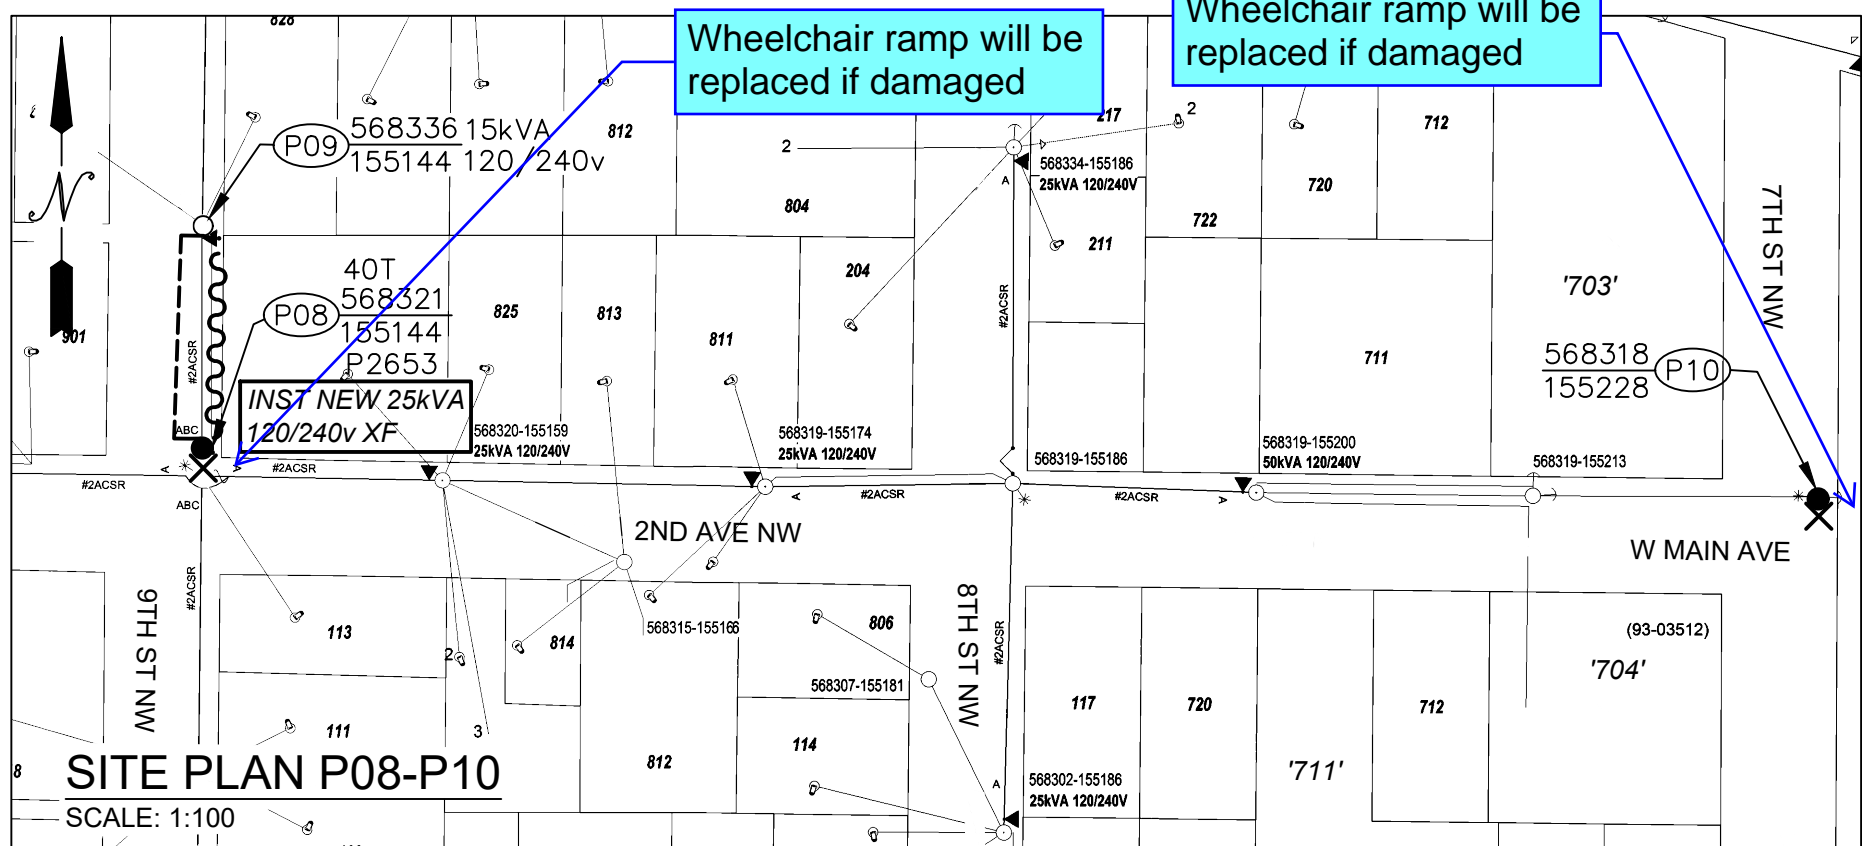 828
Wheelchair ramp will be
replaced if damaged
Wheelchair ramp will be
replaced if damaged
P09
568336 15kVA
155144 120/240v
812
2
217
2
712
568334-155186
25kVA 120/240V
A
804
720
722
211
N
7TH ST NW
40T
568321
155144
P2653
P08
204
825
813
811
'703'
901
#2ACSR
#2ACSR
711
568318
155228
P10
INST NEW 25kVA
120/240v XF
ABC
568320-155159
25kVA 120/240V
568319-155174
25kVA 120/240V
568319-155186
568319-155200
50kVA 120/240V
568319-155213
A
A
#2ACSR
#2ACSR
#2ACSR
A
#2ACSR
A
ABC
2ND AVE NW
W MAIN AVE
#2ACSR
9TH ST NW
8TH ST NW
#2ACSR
113
2
814
568315-155166
806
568307-155181
(93-03512)
'704'
117
720
712
111
3
812
114
'711'
8
SITE PLAN P08-P10
SCALE: 1:100
A
568302-155186
25kVA 120/240V